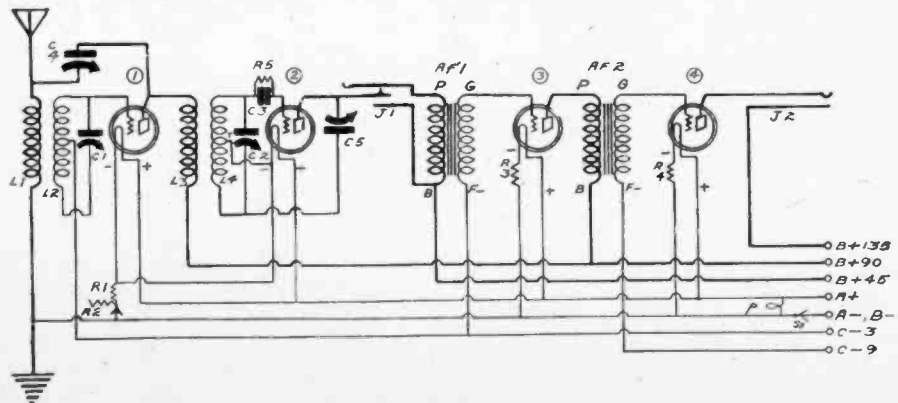 C4
1
R5
2
AF1
P
G
3
AF2
P
G
4
C3
J1
J2
C1
C2
C5
L1
L2
L3
L4
-
+
-
+
R3
-
+
R4
-
+
B
F-
B
F-
B+135
B+90
B+45
A+
A-, B-
C-3
C-9
R1
R2
P